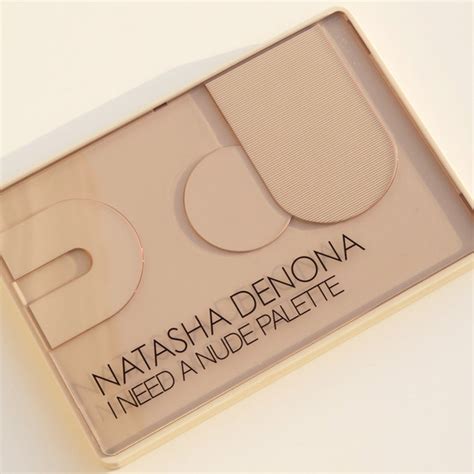 NATASHA DENONA
I NEED A NUDE PALETTE